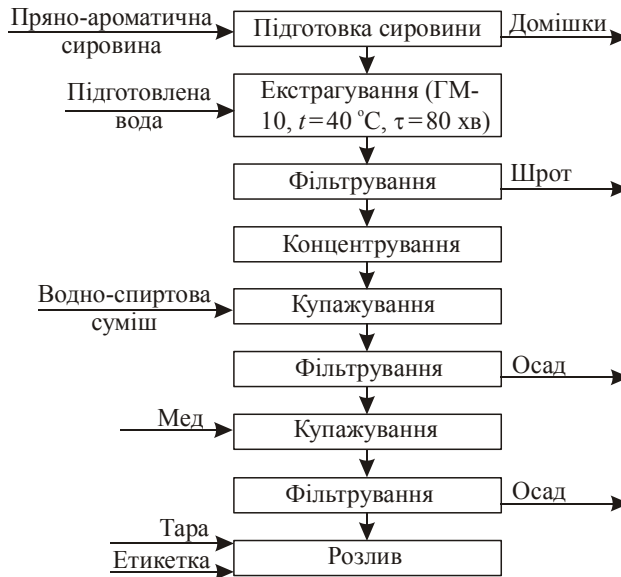 Пряно-ароматична
сировина
Підготовка сировини
Домішки
Підготовлена
вода
Екстрагування (ГМ-
10, t=40 °C, τ=80 хв)
Фільтрування
Шрот
Концентрування
Водно-спиртова
суміш
Купажування
Фільтрування
Осад
Мед
Купажування
Фільтрування
Осад
Тара
Етикетка
Розлив